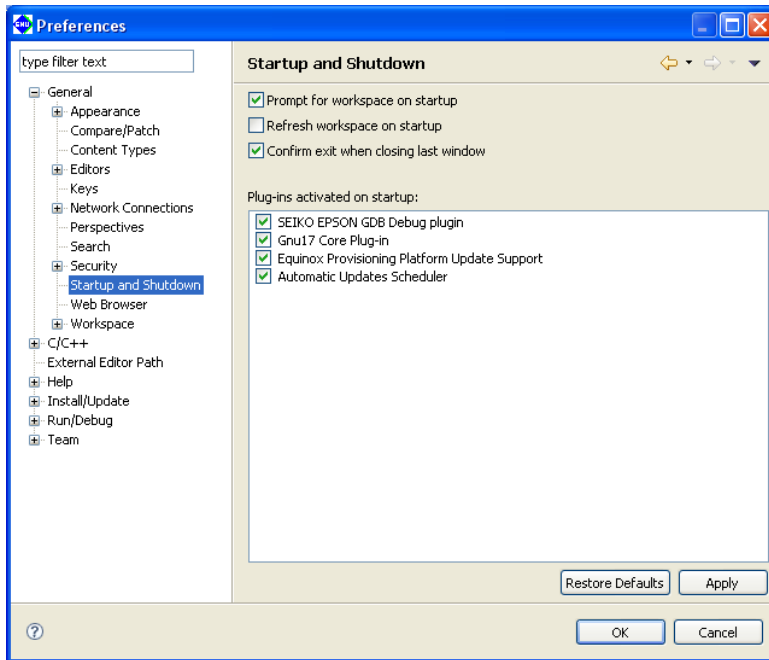 GNU Preferences
type filter text
Startup and Shutdown
General
Appearance
Compare/Patch
Content Types
Editors
Keys
Network Connections
Perspectives
Search
Security
Startup and Shutdown
Web Browser
Workspace
C/C++
External Editor Path
Help
Install/Update
Run/Debug
Team
Prompt for workspace on startup
Refresh workspace on startup
Confirm exit when closing last window
Plug-ins activated on startup:
SEIKO EPSON GDB Debug plugin
Gnu17 Core Plug-in
Equinox Provisioning Platform Update Support
Automatic Updates Scheduler
Restore Defaults
Apply
?
OK
Cancel